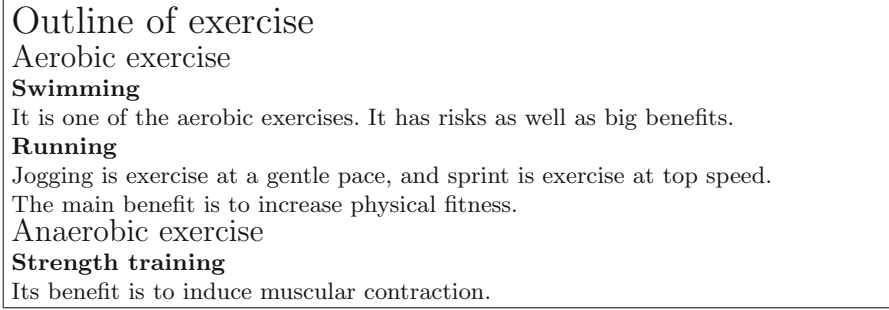 Outline of exercise
Aerobic exercise
Swimming
It is one of the aerobic exercises. It has risks as well as big benefits.
Running
Jogging is exercise at a gentle pace, and sprint is exercise at top speed.
The main benefit is to increase physical fitness.
Anaerobic exercise
Strength training
Its benefit is to induce muscular contraction.